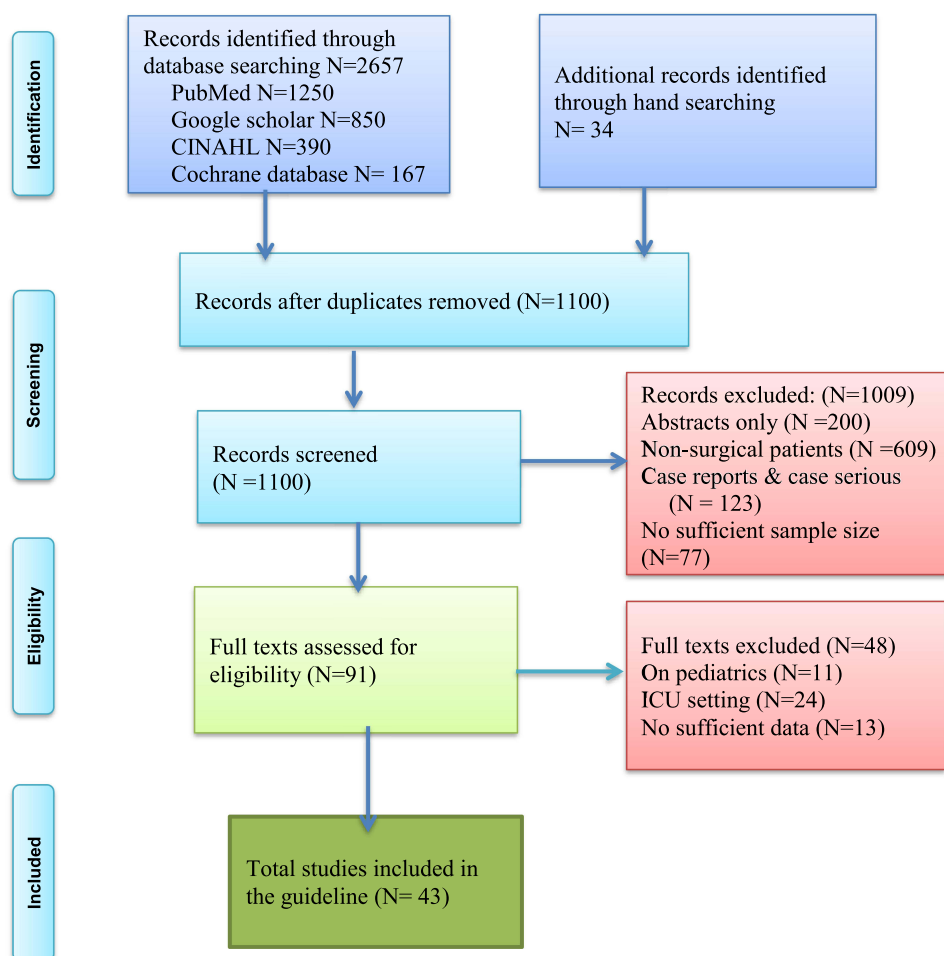 Identification
Records identified through
database searching N=2657
PubMed N=1250
Google scholar N=850
CINAHL N=390
Cochrane database N= 167
Additional records identified
through hand searching
N= 34
Screening
Records after duplicates removed (N=1100)
Records screened
(N =1100)
Records excluded: (N=1009)
Abstracts only (N =200)
Non-surgical patients (N =609)
Case reports & case serious
(N = 123)
No sufficient sample size
(N=77)
Eligibility
Full texts assessed for
eligibility (N=91)
Full texts excluded (N=48)
On pediatrics (N=11)
ICU setting (N=24)
No sufficient data (N=13)
Included
Total studies included in
the guideline (N= 43)